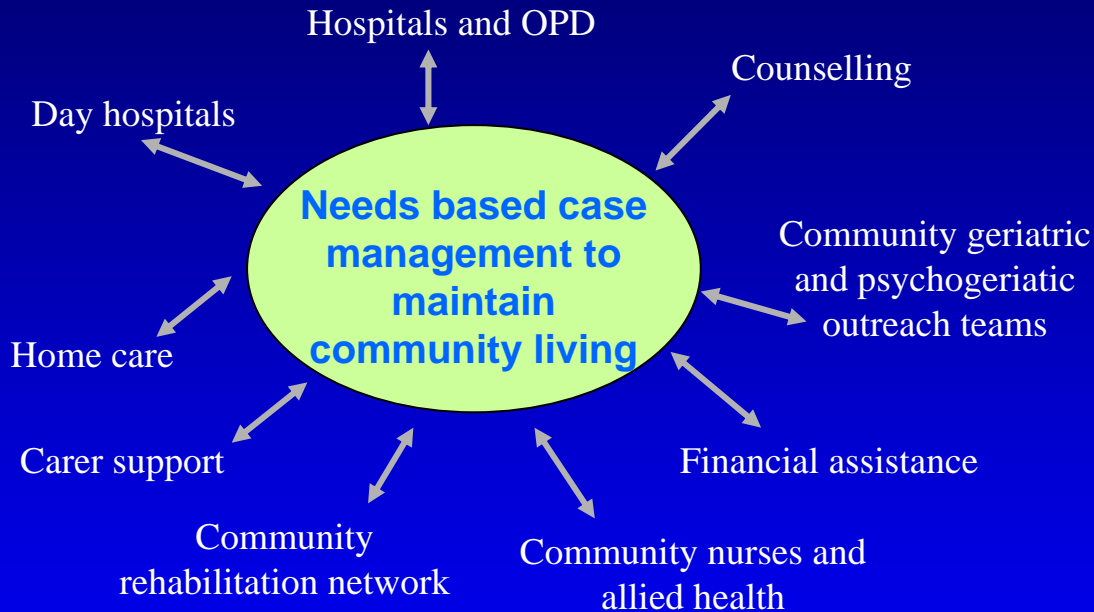 Hospitals and OPD
Counselling
Day hospitals
Needs based case
management to
maintain
community living
Community geriatric
and psychogeriatic
outreach teams
Home care
Carer support
Financial assistance
Community
rehabilitation network
Community nurses and
allied health